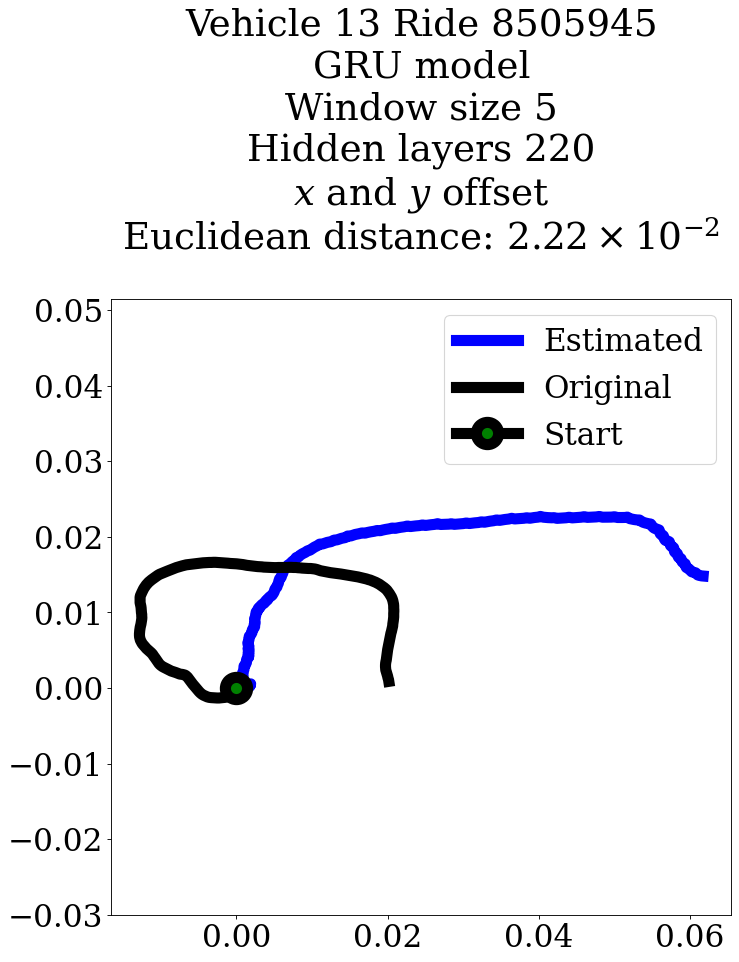 Vehicle 13 Ride 8505945
GRU model
Window size 5
Hidden layers 220
x and y offset
Euclidean distance: 2.22 × 10⁻²
Estimated
Original
Start
0.05
0.04
0.03
0.02
0.01
0.00
−0.01
−0.02
−0.03
0.00 0.02 0.04 0.06